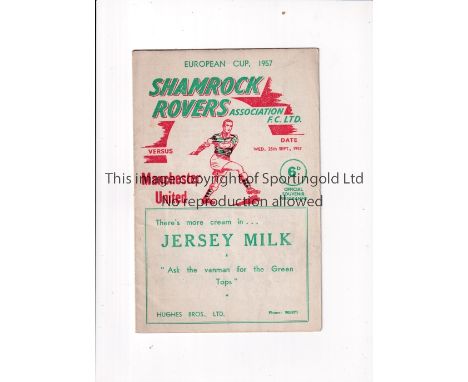 EUROPEAN CUP, 1957
SHAMROCK
ROVERS ASSOCIATION
F.C. LTD.
VERSUS
DATE
WED. 25th SEPT., 1957
Manchester
United
6D
OFFICIAL
SOUVENIR
This image is copyright of Sportingold Ltd
No reproduction allowed
There's more cream in...
JERSEY MILK
"Ask the vanman for the Green
Tops"
HUGHES BROS., LTD.
Phone: